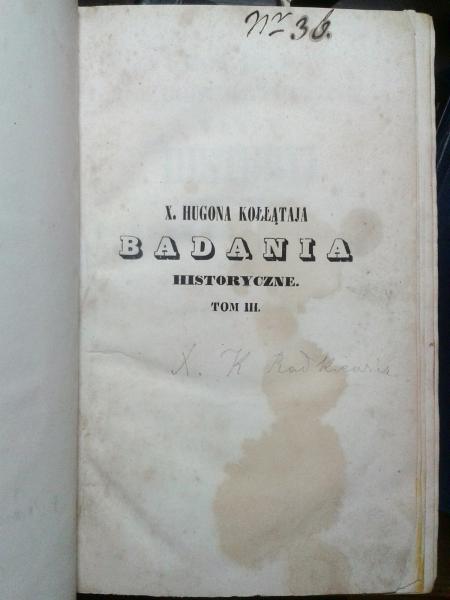 Nr 36.
X. HUGONA KOŁŁĄTAJA
BADANIA
HISTORYCZNE.
TOM III.
X. K